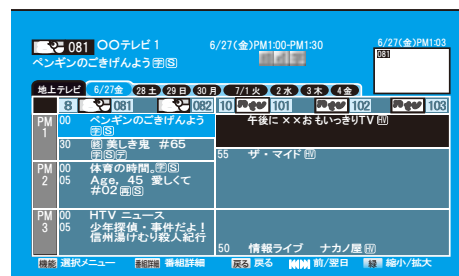 081 〇〇テレビ1 6/27(金)PM1:00-PM1:30 6/27(金)PM1:03
ペンギンのごきげんよう字S
081
地上テレビ 6/27金 28土 29日 30月 7/1火 2水 3木 4金
8 081 082 10 101 102 103
PM 1
00 ペンギンのごきげんよう
字S
午後に××おもいっきりTV
30 終美しき鬼 #65
字S
55 ザ・マイド
PM 2
00 体育の時間。字S
05 Age, 45 愛しくて
#02再S
PM 3
00 HTV ニュース
05 少年探偵・事件だよ!
信州湯けむり殺人紀行
50 情報ライブ ナカノ屋
機能 選択メニュー 番組詳細 番組詳細 戻る 戻る 前/翌日 緑 縮小/拡大